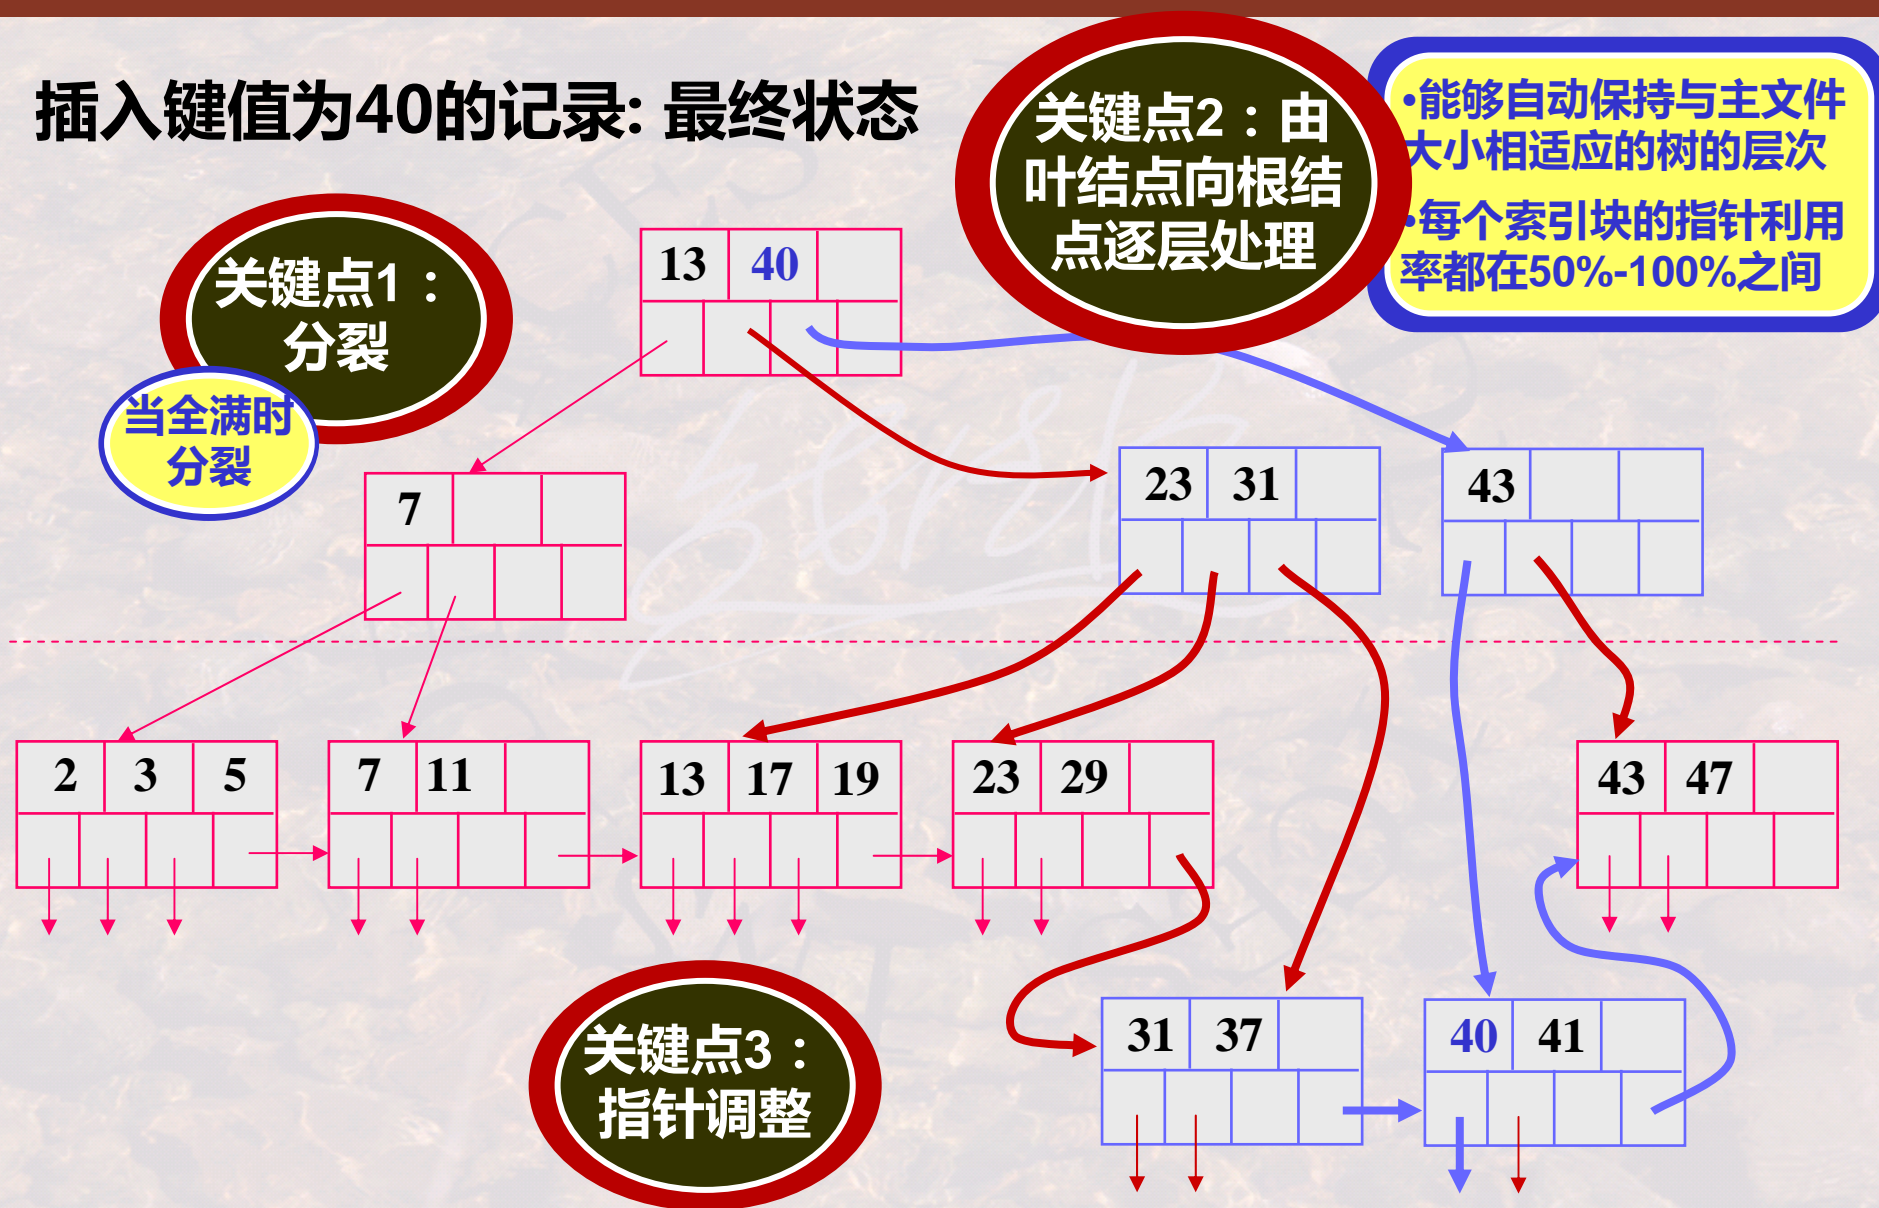 插入键值为40的记录: 最终状态
关键点2：由
叶结点向根结
点逐层处理
•能够自动保持与主文件
大小相适应的树的层次
•每个索引块的指针利用
率都在50%-100%之间
关键点1：
分裂
当全满时
分裂
13 40
7
23 31
43
2 3 5
7 11
13 17 19
23 29
43 47
31 37
40 41
关键点3：
指针调整